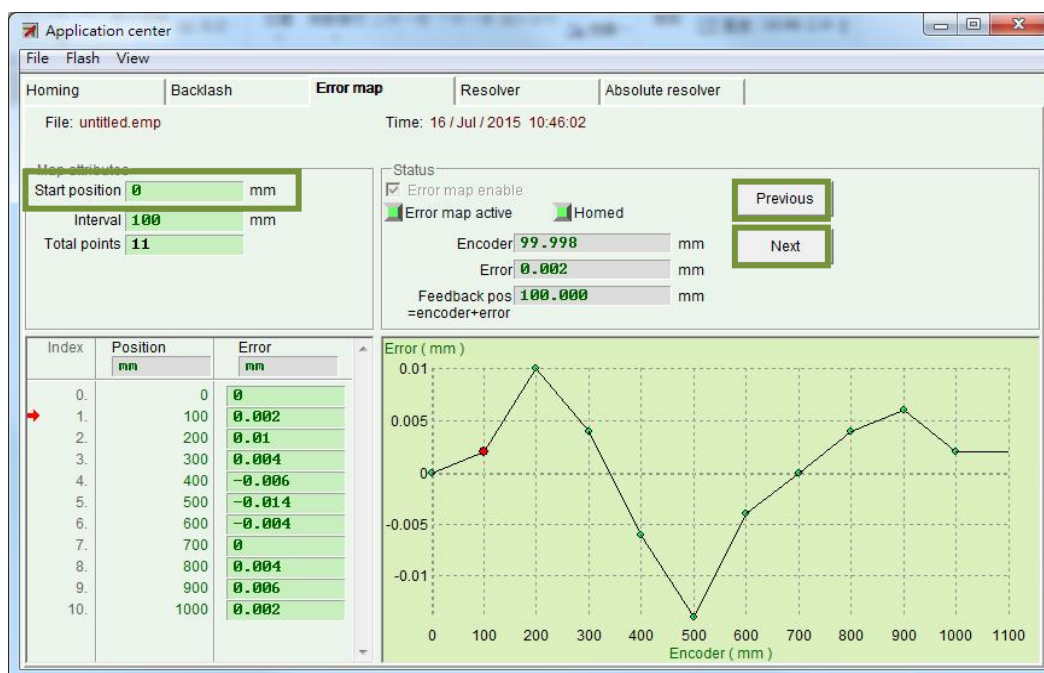 Application center
File Flash View
Homing Backlash Error map Resolver Absolute resolver
File: untitled.emp Time: 16 / Jul / 2015 10:46:02
Map attributes
Start position 0 mm
Interval 100 mm
Total points 11
Status
Error map enable
Error map active Homed
Encoder 99.998 mm
Error 0.002 mm
Feedback pos 100.000 mm
=encoder+error
Previous
Next
Index Position Error
mm mm
0. 0 0
1. 100 0.002
2. 200 0.01
3. 300 0.004
4. 400 -0.006
5. 500 -0.014
6. 600 -0.004
7. 700 0
8. 800 0.004
9. 900 0.006
10. 1000 0.002
Error ( mm )
0.01
0.005
0
-0.005
-0.01
0 100 200 300 400 500 600 700 800 900 1000 1100
Encoder ( mm )